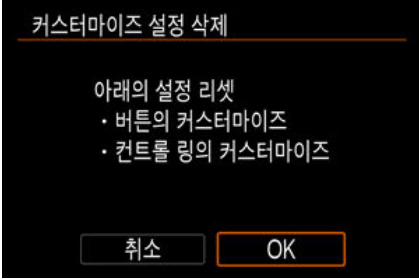 커스터마이즈 설정 삭제
아래의 설정 리셋
・버튼의 커스터마이즈
・컨트롤 링의 커스터마이즈
취소
OK